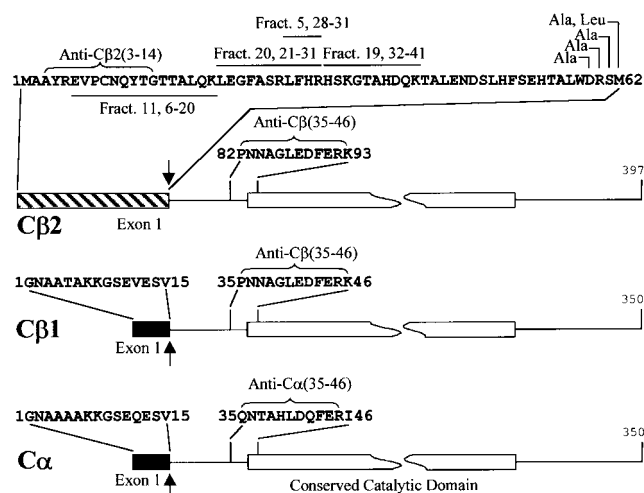 Fract. 5, 28-31
Ala, Leu
Anti-Cβ2(3-14)
Fract. 20, 21-31 Fract. 19, 32-41
Ala
Ala
Ala
1MAAYREVPCNQYTGTTALQKLEGFASRLFHRHSKGTAHDQKTALENDSLHFSEHTALWDRSM62
Fract. 11, 6-20
Anti-Cβ(35-46)
82PNNAGLEDFERK93
397
Cβ2
Exon 1
Anti-Cβ(35-46)
1GNAATAKKGSEVESV15 35PNNAGLEDFERK46
350
Cβ1
Exon 1
Anti-Cα(35-46)
1GNAAAAKKGSEQESV15 35QNTAHLDQFERI46
350
Cα
Exon 1
Conserved Catalytic Domain